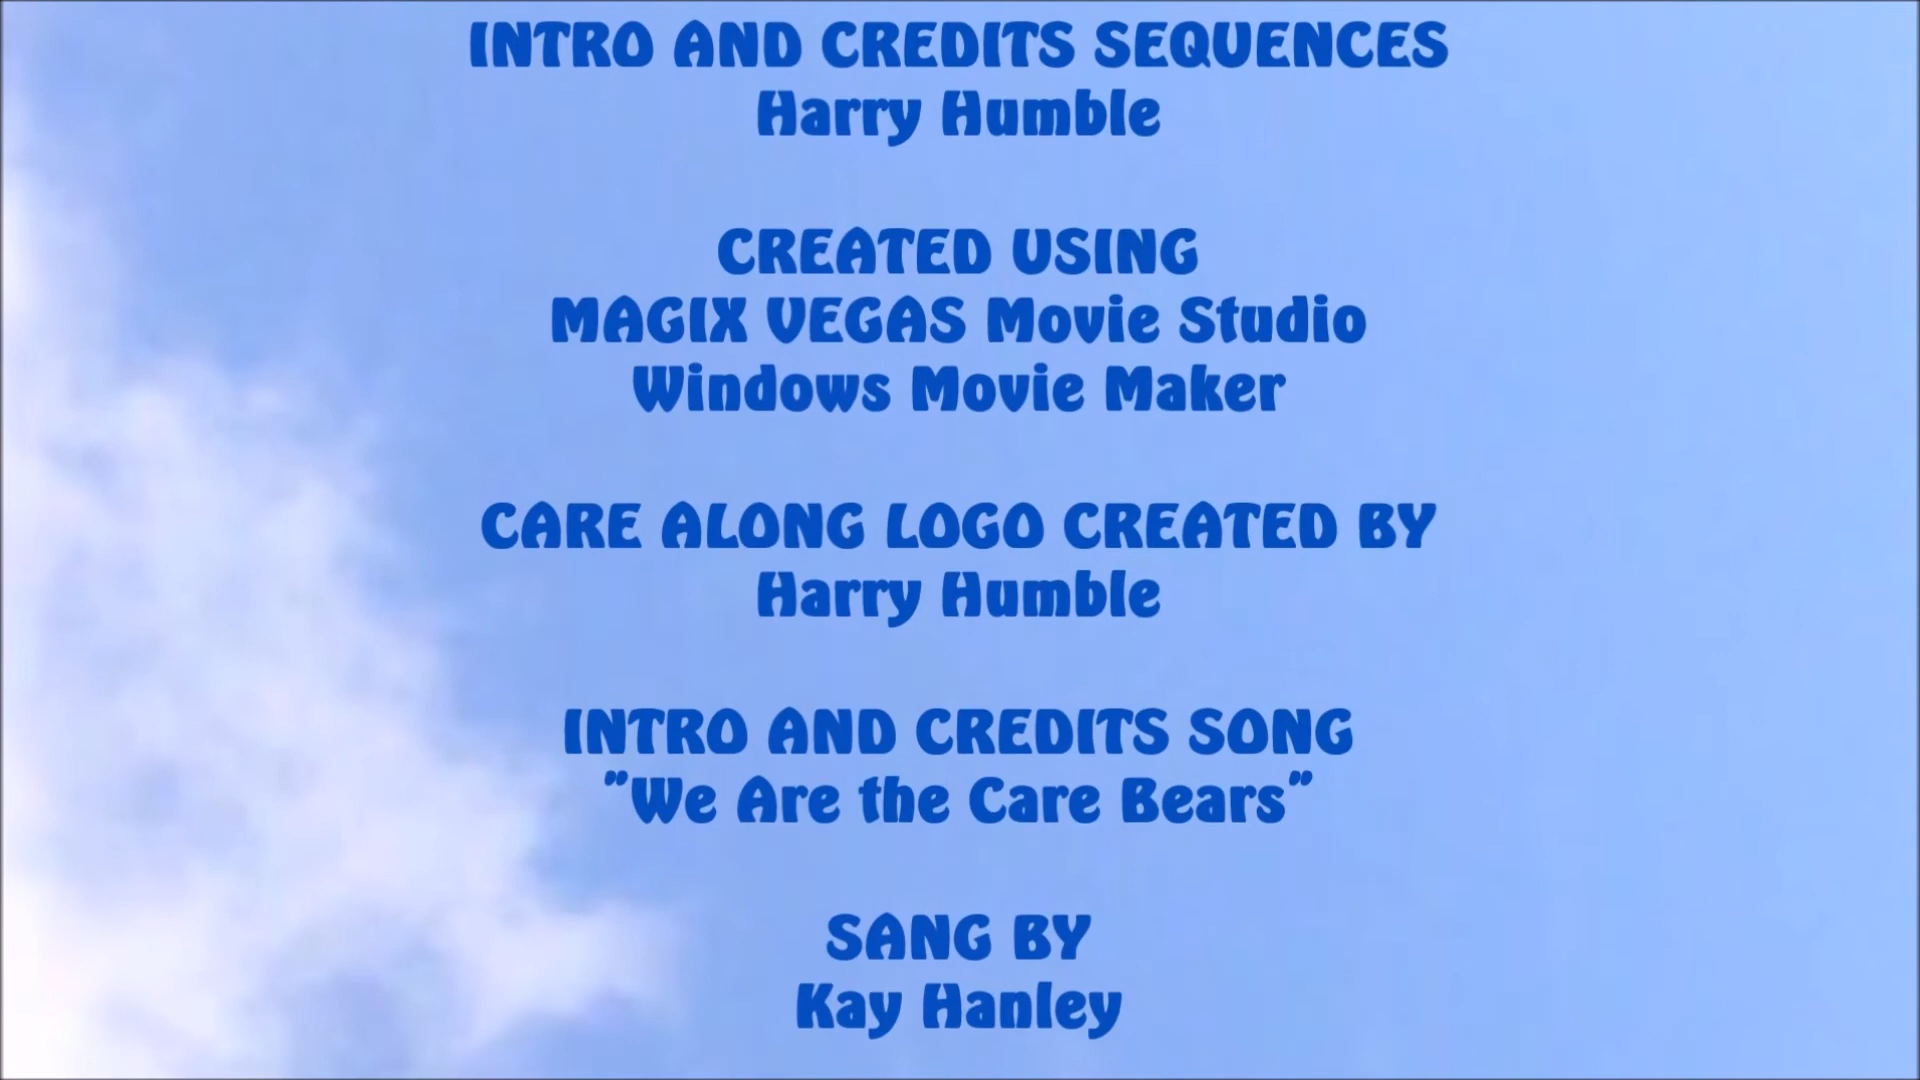 INTRO AND CREDITS SEQUENCES
Harry Humble
CREATED USING
MAGIX VEGAS Movie Studio
Windows Movie Maker
CARE ALONG LOGO CREATED BY
Harry Humble
INTRO AND CREDITS SONG
"We Are the Care Bears"
SANG BY
Kay Hanley